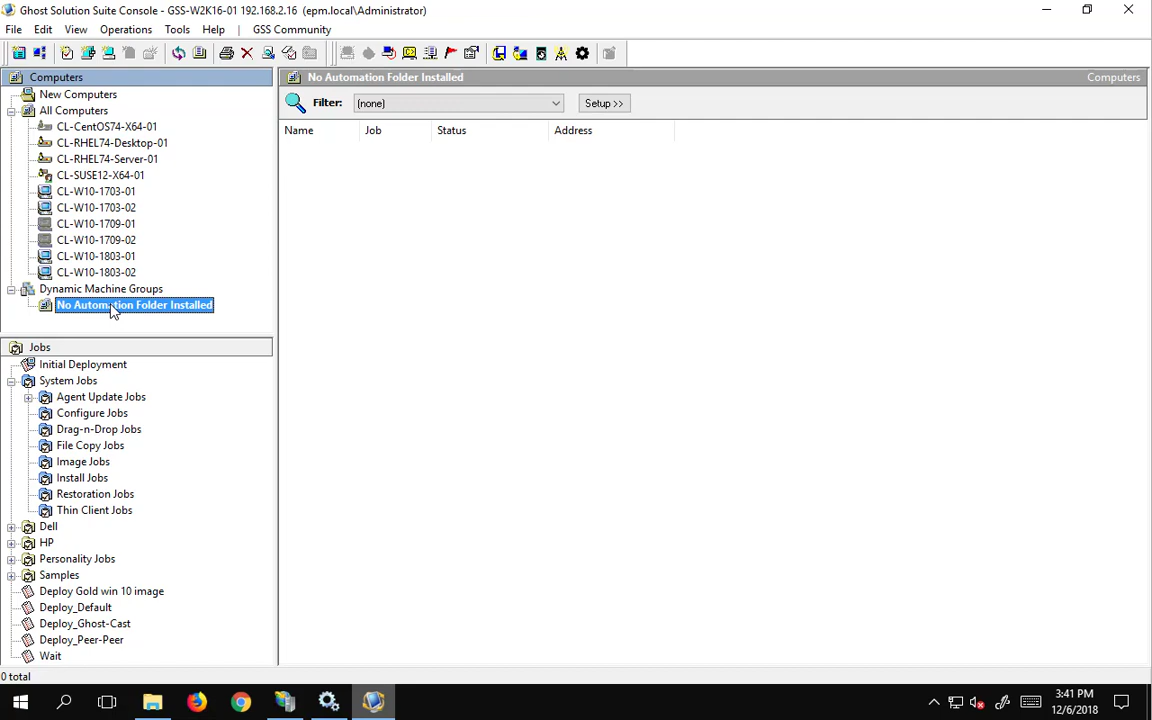 Ghost Solution Suite Console - GSS-W2K16-01 192.168.2.16 (epm.local\Administrator)
File Edit View Operations Tools Help GSS Community
Computers
New Computers
All Computers
CL-CentOS74-X64-01
CL-RHEL74-Desktop-01
CL-RHEL74-Server-01
CL-SUSE12-X64-01
CL-W10-1703-01
CL-W10-1703-02
CL-W10-1709-01
CL-W10-1709-02
CL-W10-1803-01
CL-W10-1803-02
Dynamic Machine Groups
No Automation Folder Installed
Jobs
Initial Deployment
System Jobs
Agent Update Jobs
Configure Jobs
Drag-n-Drop Jobs
File Copy Jobs
Image Jobs
Install Jobs
Restoration Jobs
Thin Client Jobs
Dell
HP
Personality Jobs
Samples
Deploy Gold win 10 image
Deploy_Default
Deploy_Ghost-Cast
Deploy_Peer-Peer
Wait
No Automation Folder Installed Computers
Filter: (none) Setup >>
Name Job Status Address
0 total
3:41 PM
12/6/2018